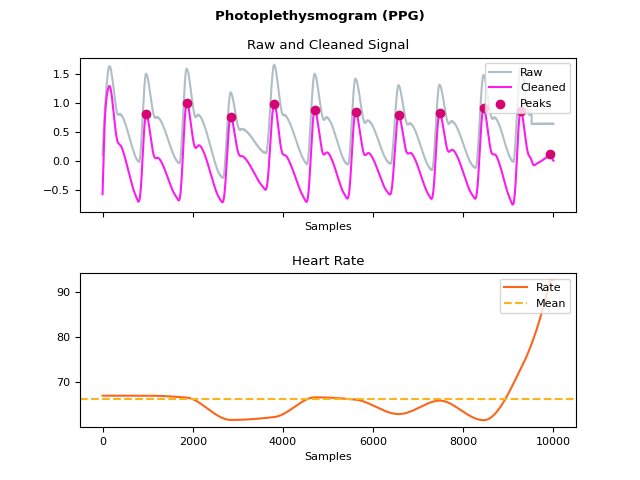 Photoplethysmogram (PPG)
Raw and Cleaned Signal
Raw
Cleaned
Peaks
1.5
1.0
0.5
0.0
−0.5
Samples
Heart Rate
Rate
Mean
90
80
70
0
2000
4000
6000
8000
10000
Samples